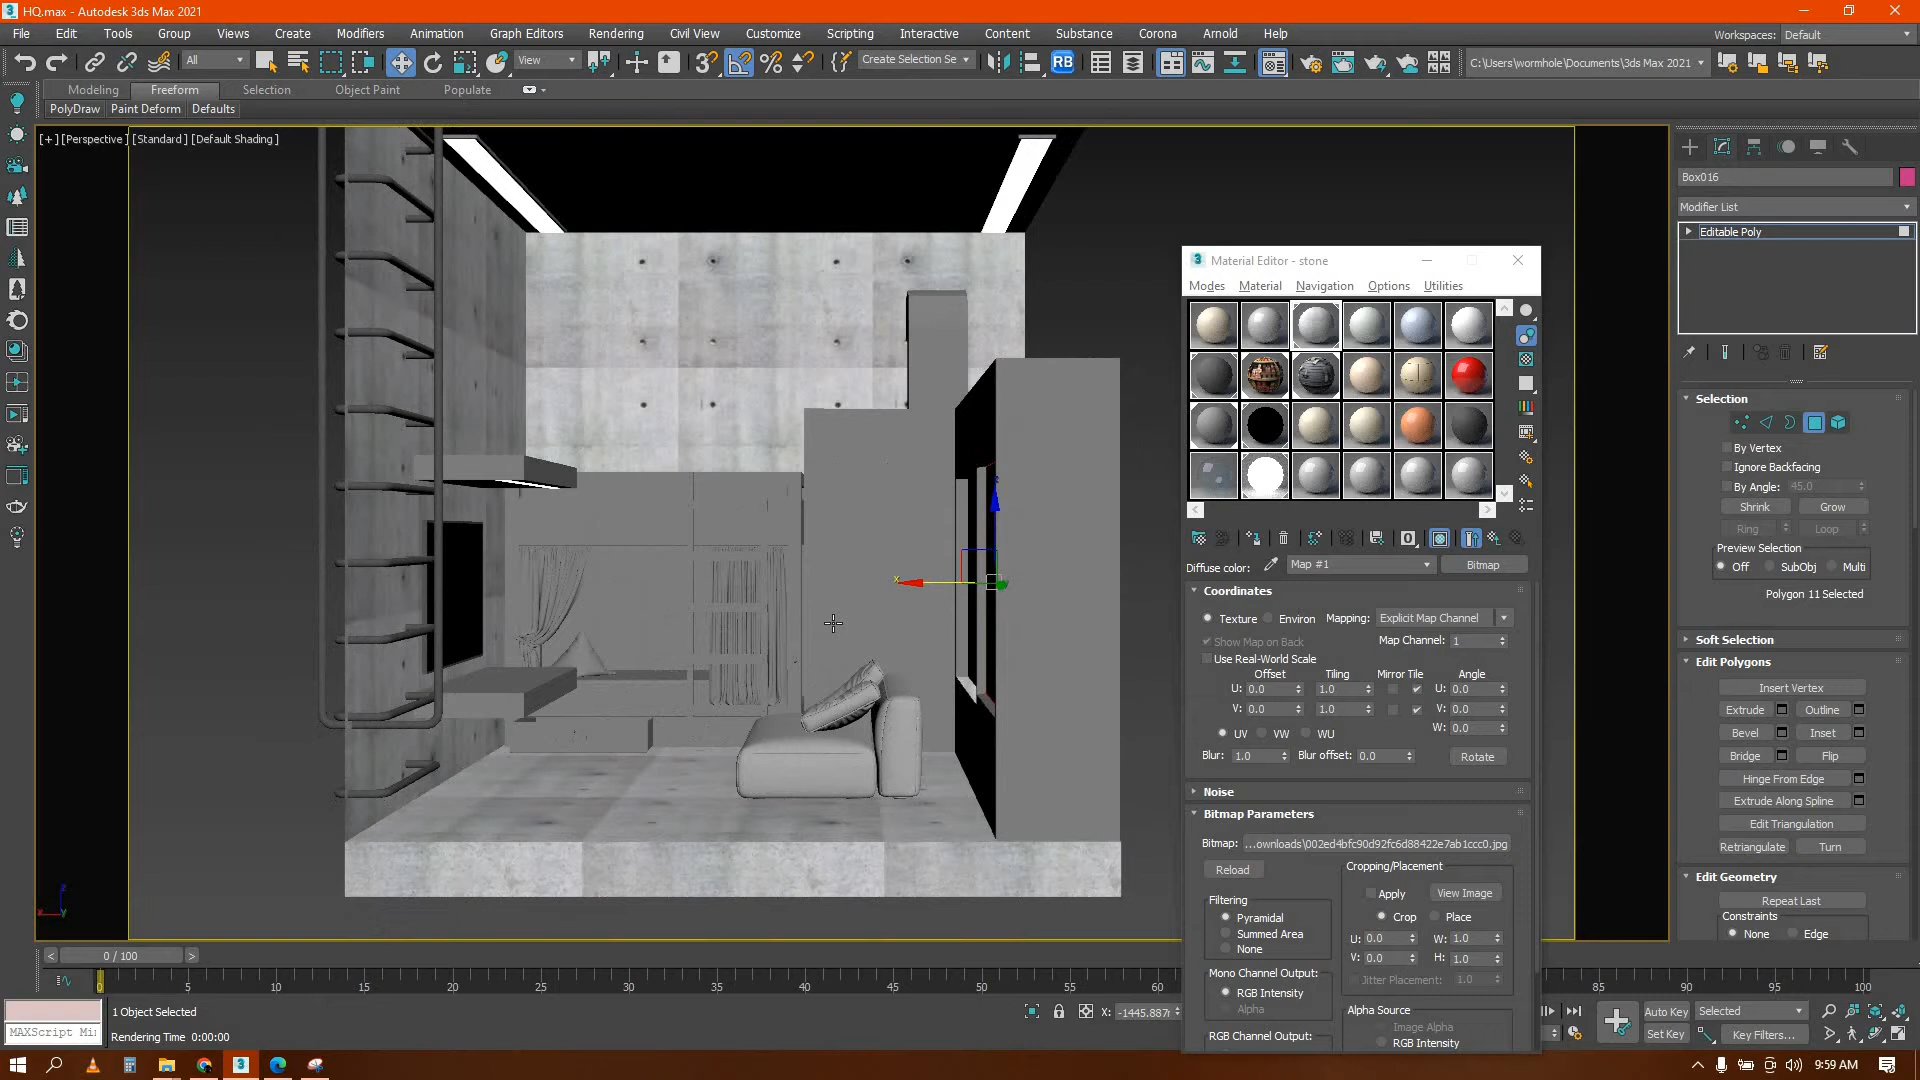 HQ.max - Autodesk 3ds Max 2021
File Edit Tools Group Views Create Modifiers Animation Graph Editors Rendering Civil View Customize Scripting Interactive Content Substance Corona Arnold Help
Workspaces: Default
All View Create Selection Se C:\Users\wormhole\Documents\3ds Max 2021
Modeling Freeform Selection Object Paint Populate
PolyDraw Paint Deform Defaults
[+] [Perspective ] [Standard ] [Default Shading ]
Box016
Modifier List
Editable Poly
Material Editor - stone
Modes Material Navigation Options Utilities
Diffuse color: Map #1 Bitmap
Coordinates
Texture Environ Mapping: Explicit Map Channel
Show Map on Back Map Channel: 1
Use Real-World Scale
Offset Tiling Mirror Tile Angle
U: 0.0 1.0 U: 0.0
V: 0.0 1.0 V: 0.0
W: 0.0
UV VW WU
Blur: 1.0 Blur offset: 0.0 Rotate
Noise
Bitmap Parameters
Bitmap: ...ownloads\002ed4bfc90d92fc6d88422e7ab1ccc0.jpg
Reload
Cropping/Placement
Apply View Image
Crop Place
U: 0.0 W: 1.0
V: 0.0 H: 1.0
Jitter Placement: 1.0
Filtering
Pyramidal
Summed Area
None
Mono Channel Output:
RGB Intensity
Alpha
RGB Channel Output:
Alpha Source
Image Alpha
RGB Intensity
Selection
By Vertex
Ignore Backfacing
By Angle: 45.0
Shrink Grow
Ring Loop
Preview Selection
Off SubObj Multi
Polygon 11 Selected
Soft Selection
Edit Polygons
Insert Vertex
Extrude Outline
Bevel Inset
Bridge Flip
Hinge From Edge
Extrude Along Spline
Edit Triangulation
Retriangulate Turn
Edit Geometry
Repeat Last
Constraints
None Edge
x
z
x y
< 0 / 100 >
0 5 10 15 20 25 30 35 40 45 50 55 60 85 90 95 100
1 Object Selected
MAXScript Mi
Rendering Time 0:00:00
X: -1445.887
Auto Key Selected
Set Key Key Filters...
9:59 AM